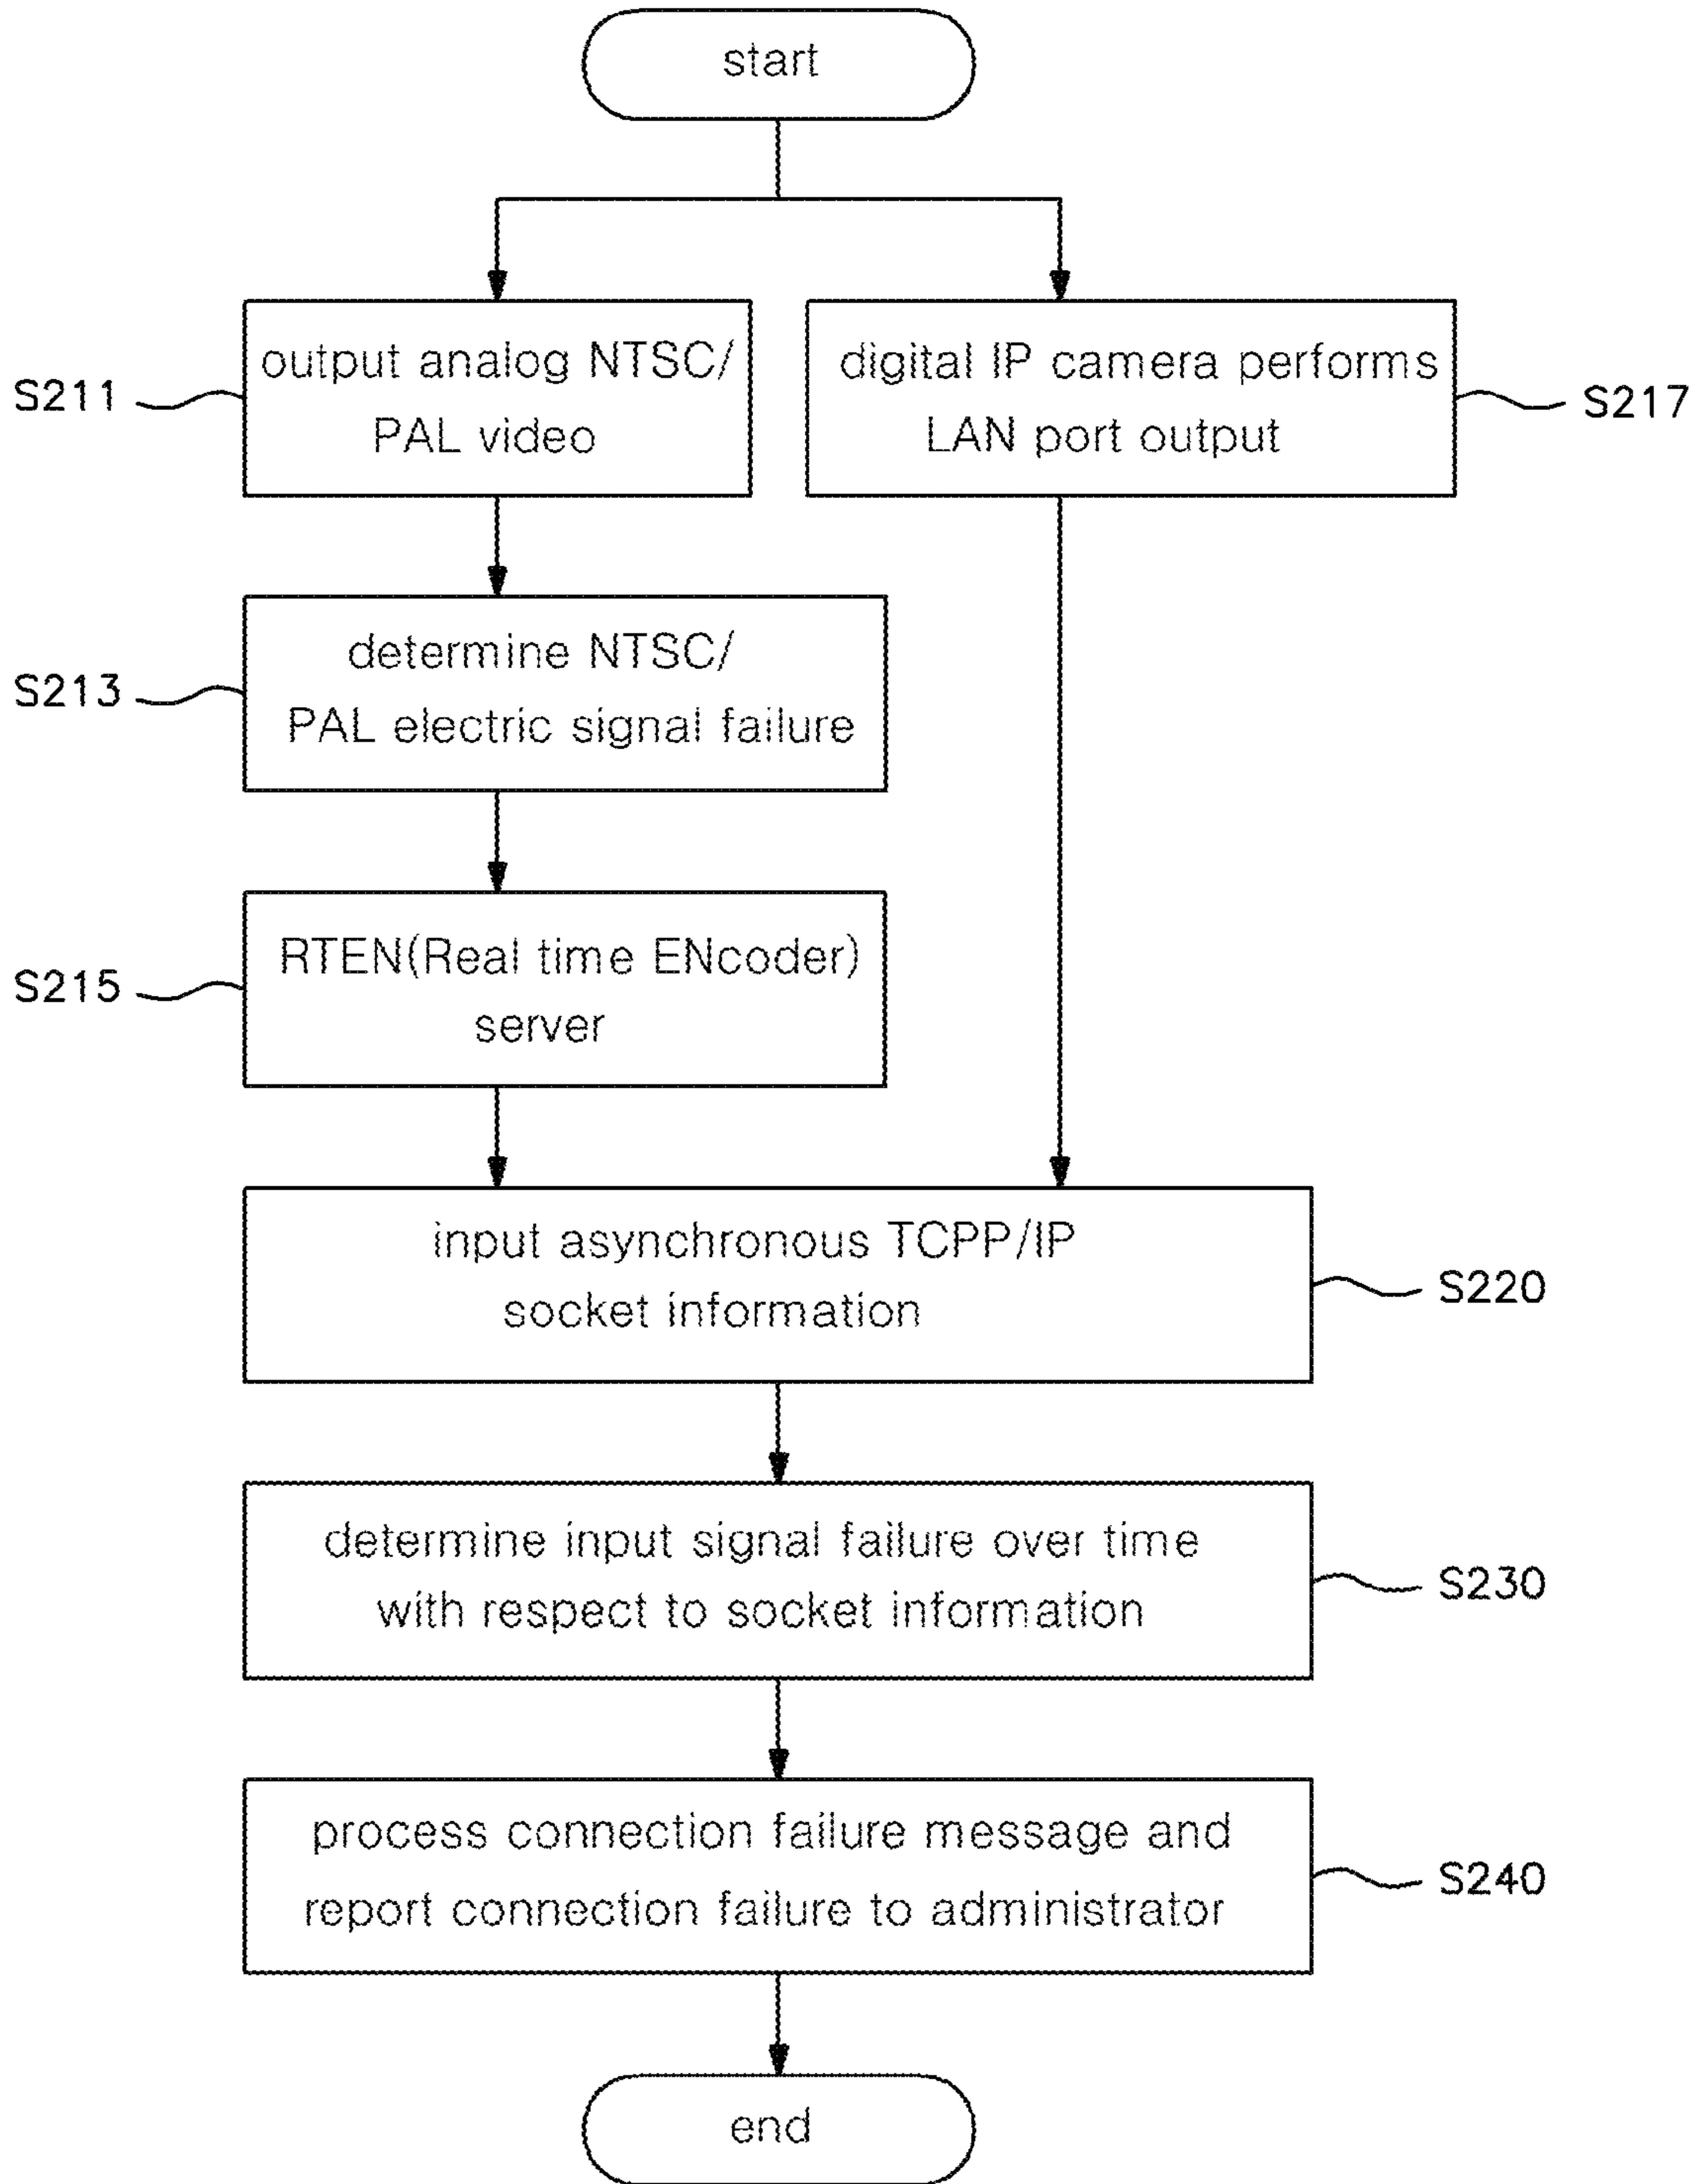 start
output analog NTSC/
PAL video
S211
digital IP camera performs
LAN port output
S217
determine NTSC/
PAL electric signal failure
S213
RTEN(Real time ENcoder)
server
S215
input asynchronous TCPP/IP
socket information
S220
determine input signal failure over time
with respect to socket information
S230
process connection failure message and
report connection failure to administrator
S240
end